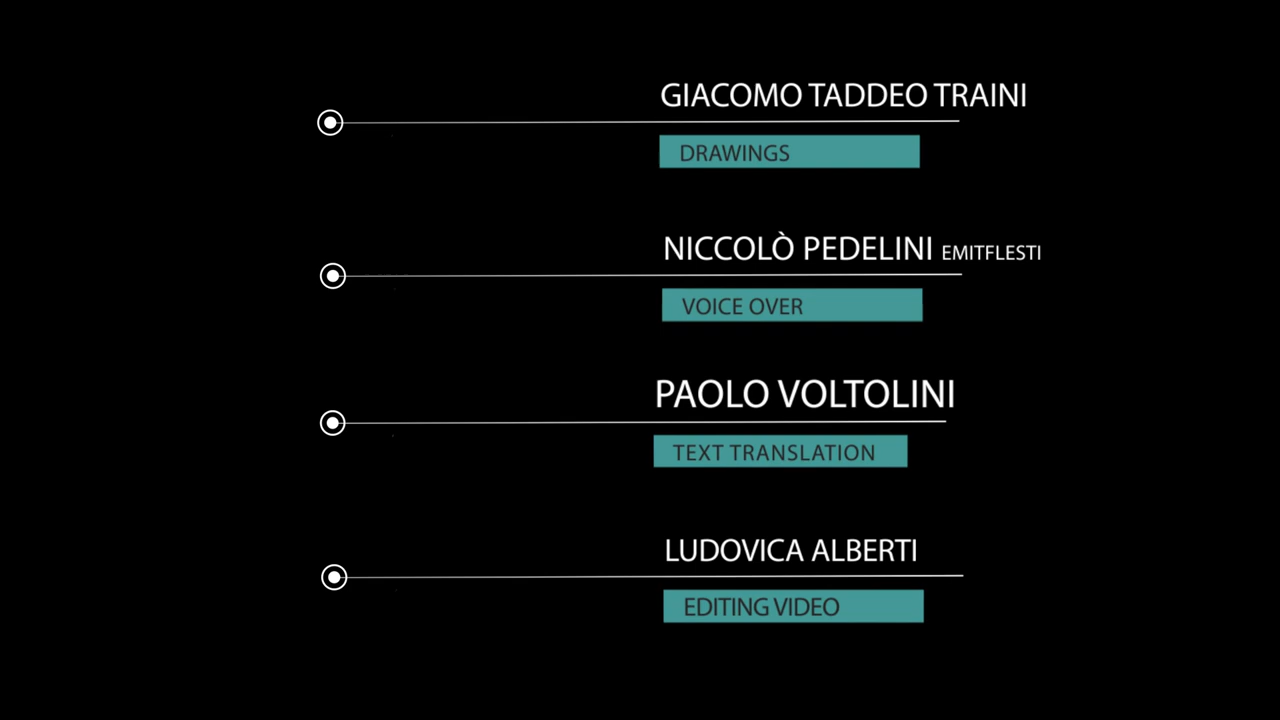 GIACOMO TADDEO TRAINI
DRAWINGS
NICCOLÒ PEDELINI EMITFLESTI
VOICE OVER
PAOLO VOLTOLINI
TEXT TRANSLATION
LUDOVICA ALBERTI
EDITING VIDEO